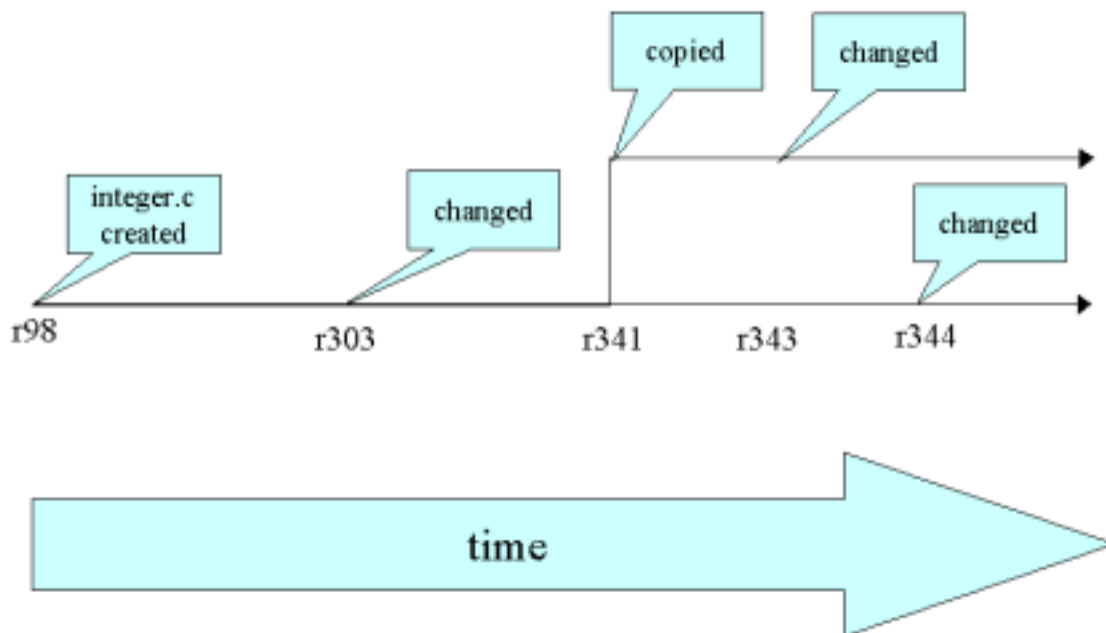 copied
changed
integer.c
created
changed
changed
r98
r303
r341
r343
r344
time